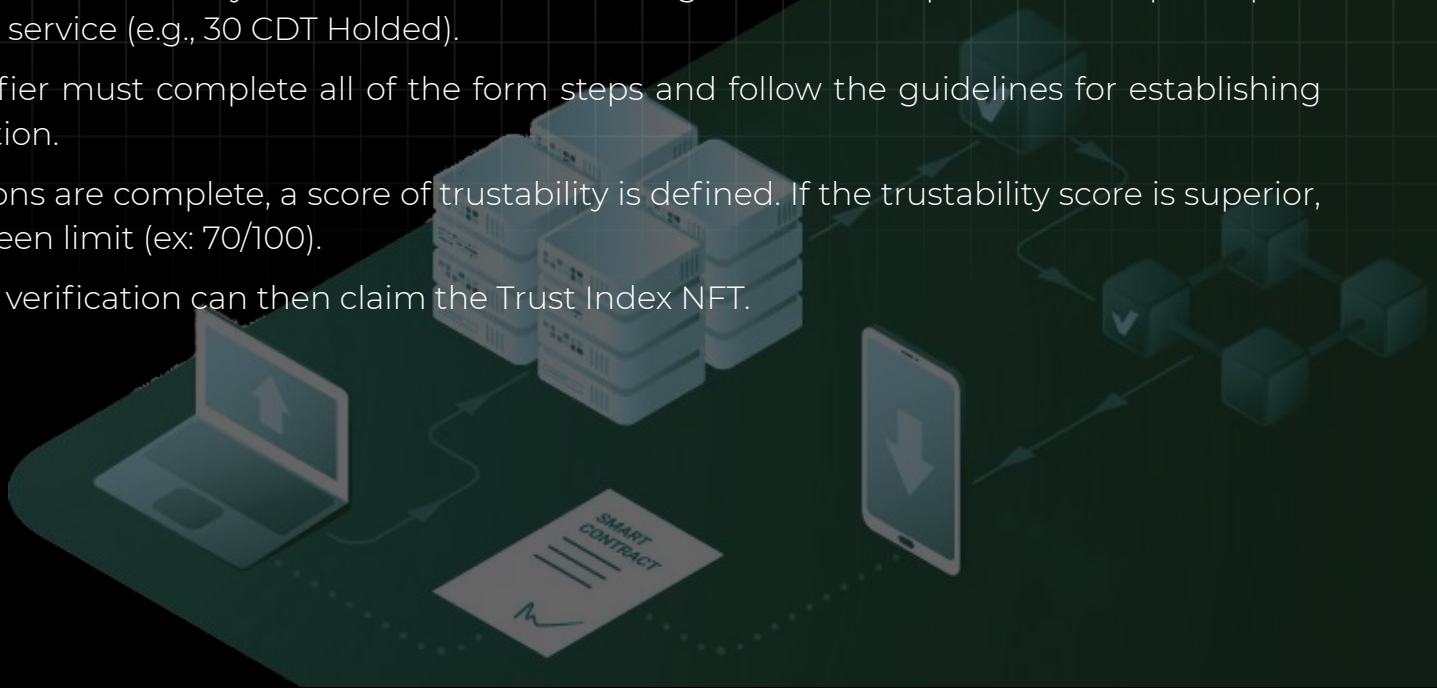 service (e.g., 30 CDT Holded).
fier must complete all of the form steps and follow the guidelines for establishing
tion.
ons are complete, a score of trustability is defined. If the trustability score is superior,
een limit (ex: 70/100).
verification can then claim the Trust Index NFT.
SMART
CONTRACT